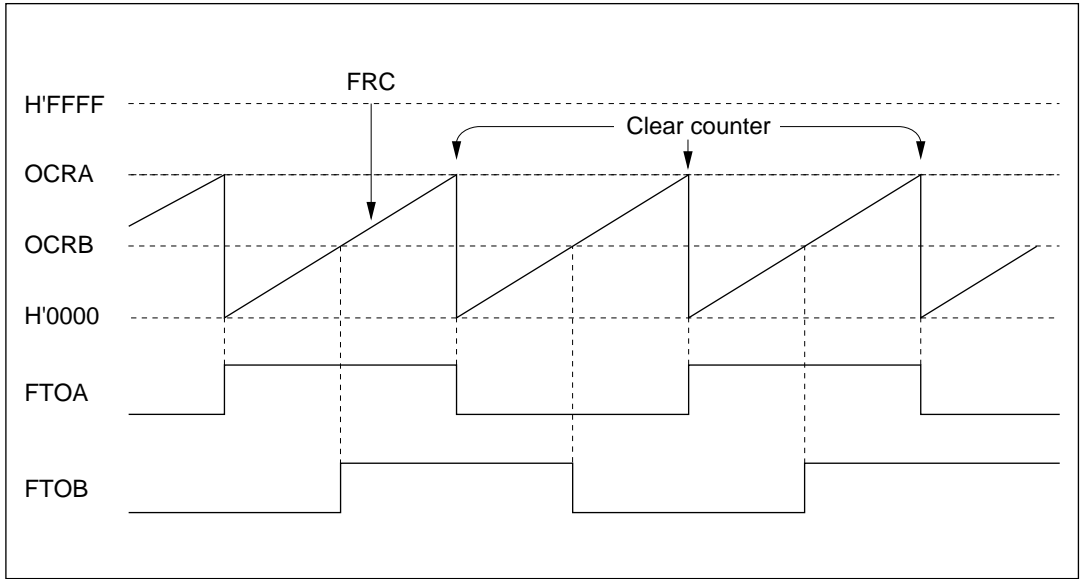 FRC
H'FFFF
Clear counter
OCRA
OCRB
H'0000
FTOA
FTOB